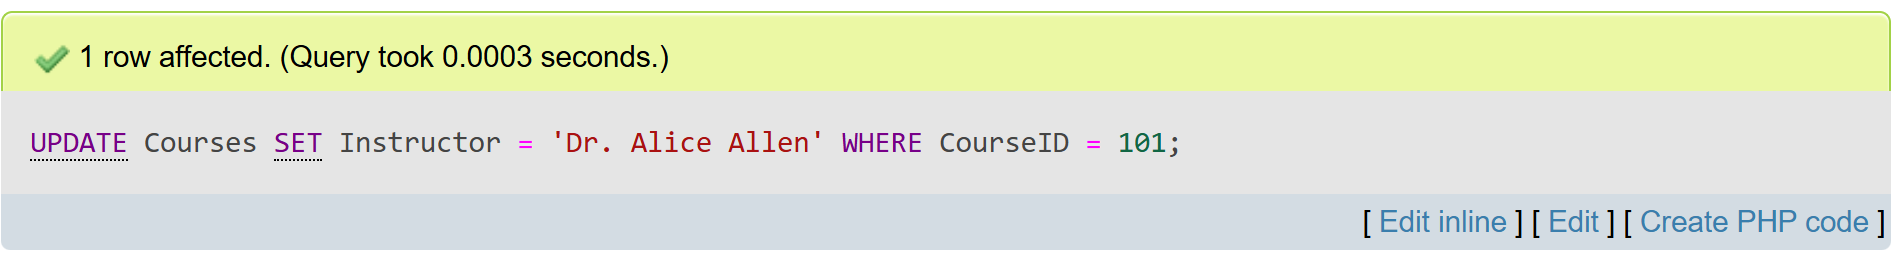 1 row affected. (Query took 0.0003 seconds.)
UPDATE Courses SET Instructor = 'Dr. Alice Allen' WHERE CourseID = 101;
[ Edit inline ] [ Edit ] [ Create PHP code ]